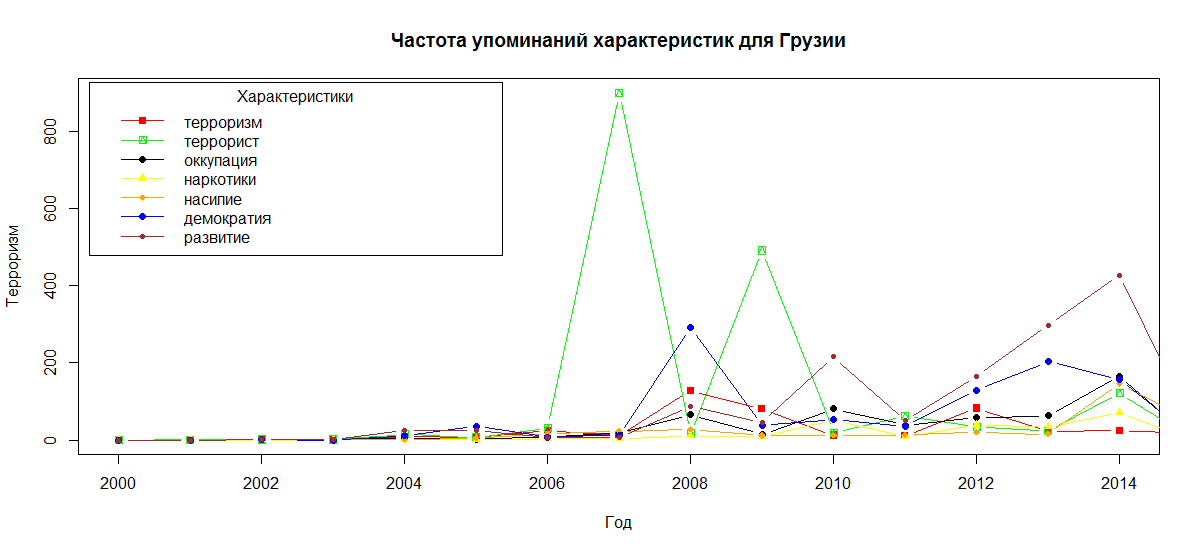 Частота упоминаний характеристик для Грузии
Характеристики
терроризм
террорист
оккупация
наркотики
насилие
демократия
развитие
Терроризм
800
600
400
200
0
2000 2002 2004 2006 2008 2010 2012 2014
Год